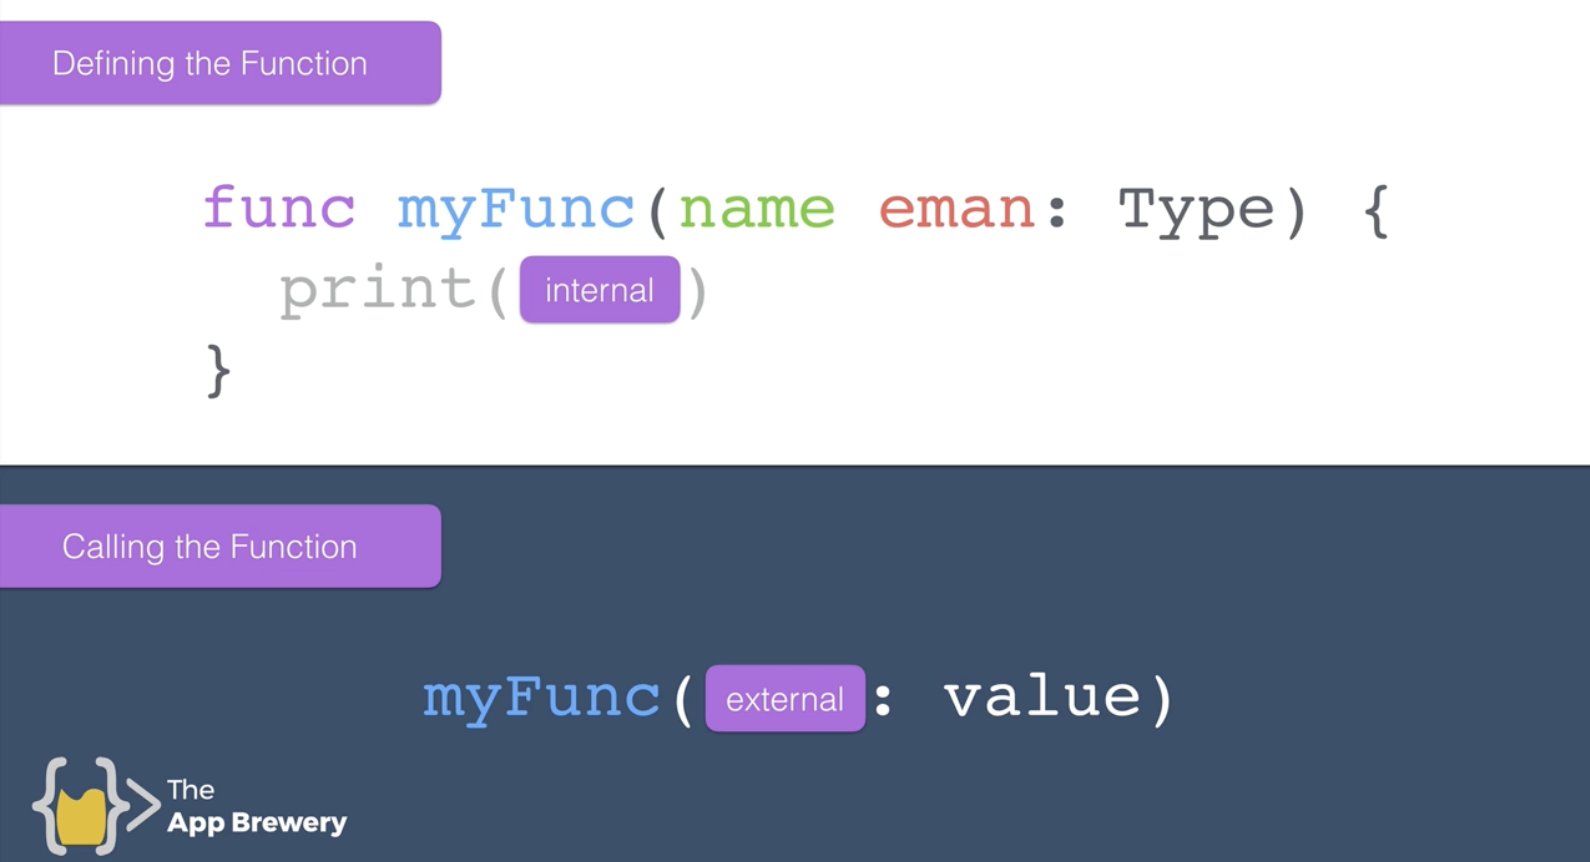 Defining the Function
func myFunc(name eman: Type) {
print(internal)
}
Calling the Function
myFunc(external: value)
The
App Brewery